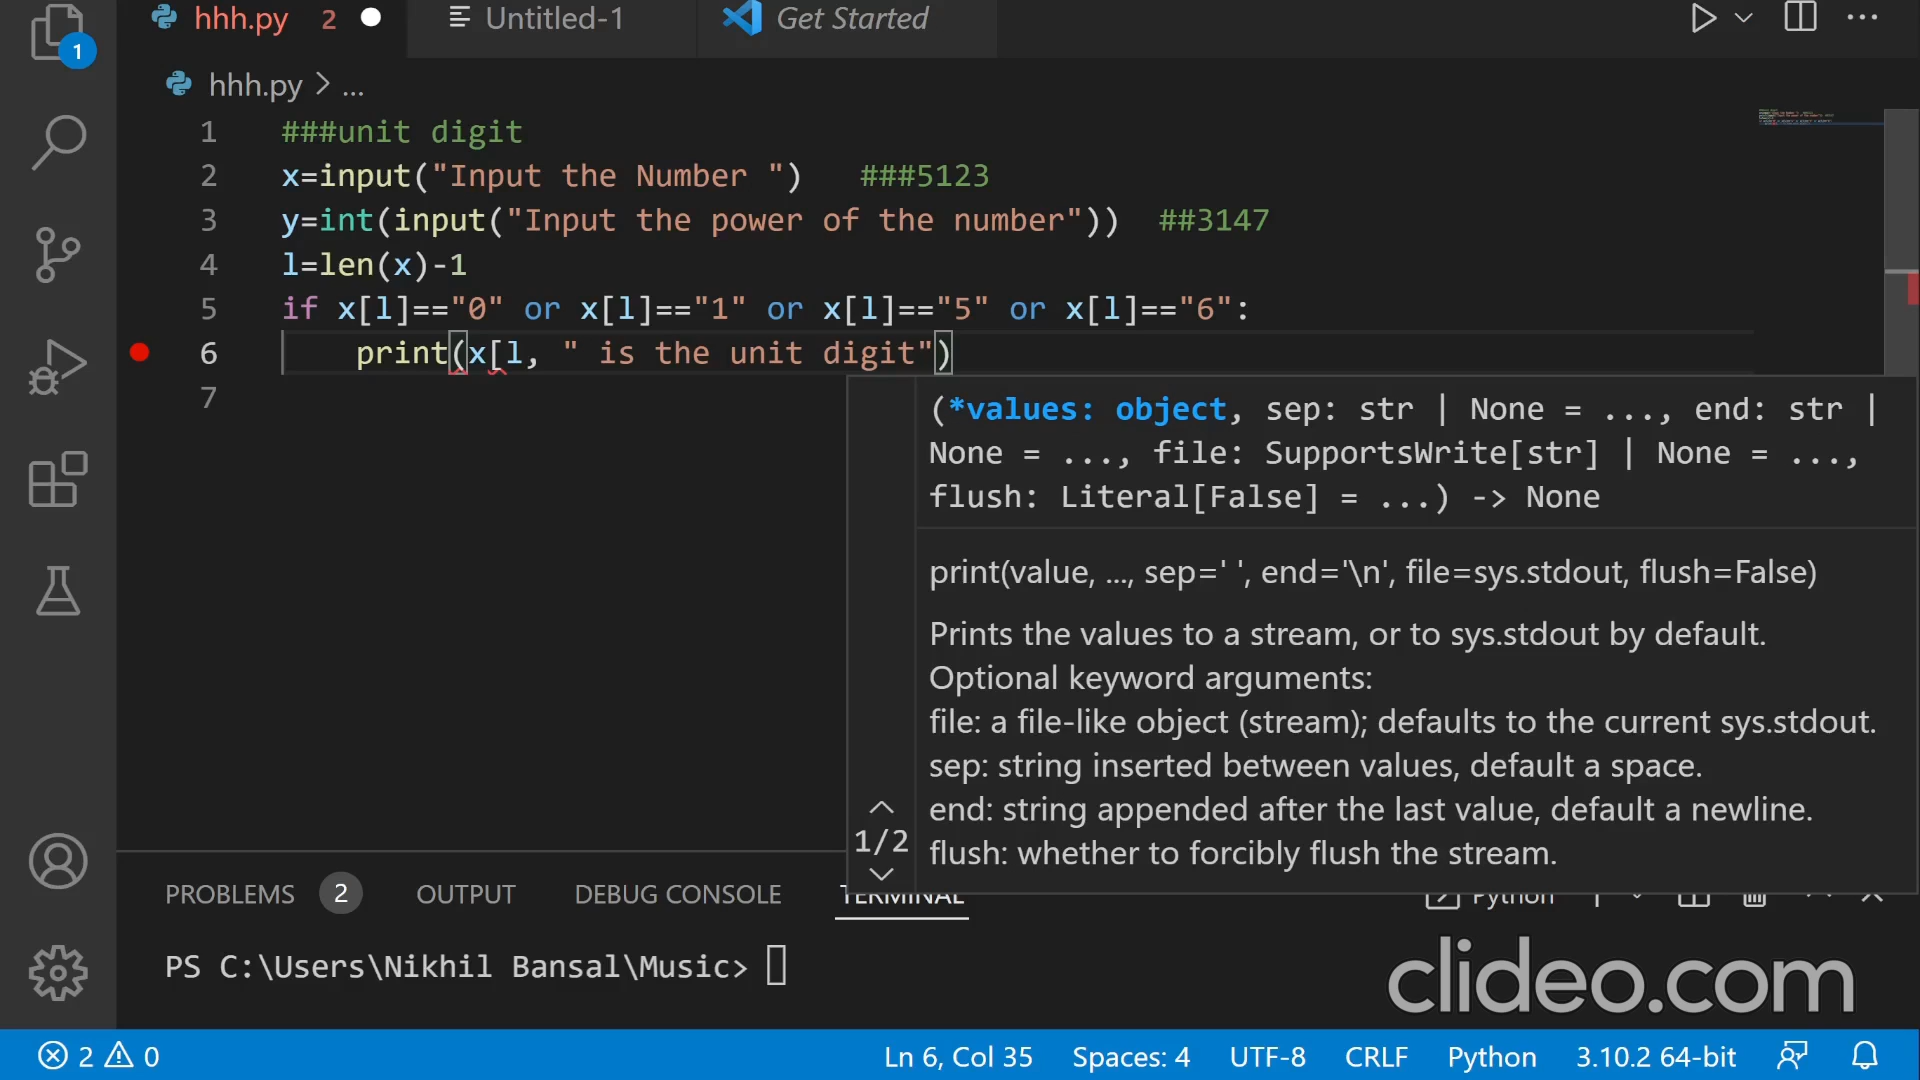 hhh.py 2 Untitled-1 Get Started
1
hhh.py > ...
1 ###unit digit
2 x=input("Input the Number ")   ###5123
3 y=int(input("Input the power of the number"))  ##3147
4 l=len(x)-1
5 if x[l]=="0" or x[l]=="1" or x[l]=="5" or x[l]=="6":
6     print(x[l, " is the unit digit")
7
(*values: object, sep: str | None = ..., end: str |
None = ..., file: SupportsWrite[str] | None = ...,
flush: Literal[False] = ...) -> None
print(value, ..., sep=' ', end='\n', file=sys.stdout, flush=False)
Prints the values to a stream, or to sys.stdout by default.
Optional keyword arguments:
file: a file-like object (stream); defaults to the current sys.stdout.
sep: string inserted between values, default a space.
end: string appended after the last value, default a newline.
flush: whether to forcibly flush the stream.
1/2
PROBLEMS 2 OUTPUT DEBUG CONSOLE TERMINAL Python
PS C:\Users\Nikhil Bansal\Music>
clideo.com
2 0 Ln 6, Col 35 Spaces: 4 UTF-8 CRLF Python 3.10.2 64-bit